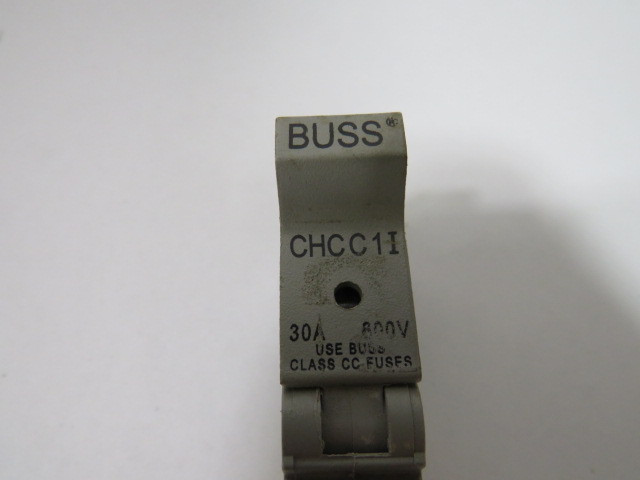 BUSS®
CHCC1I
30A 600V
USE BUSS
CLASS CC FUSES